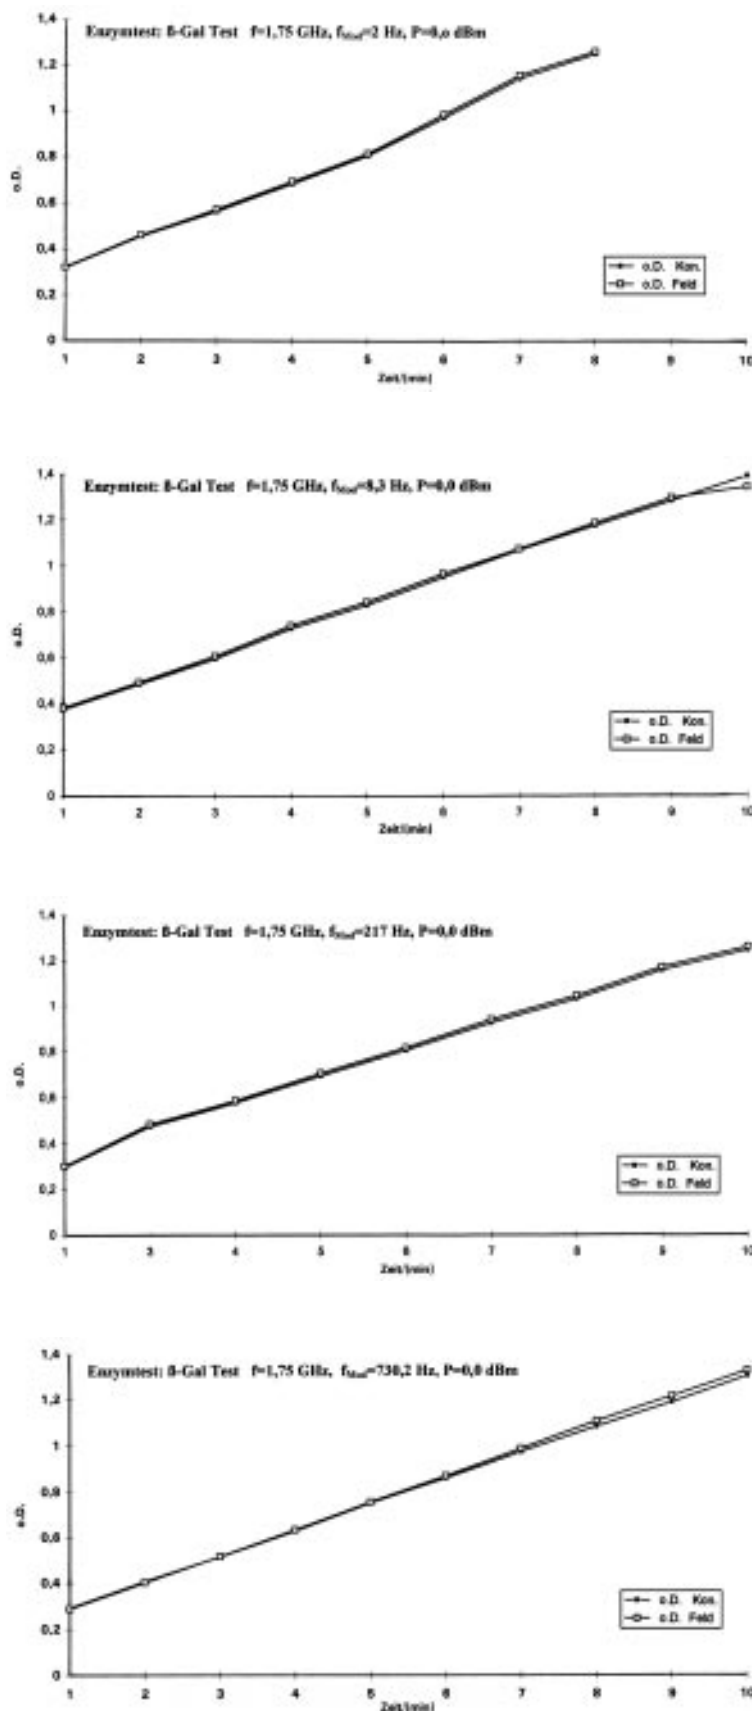 Enzymtest: ß-Gal Test f=1,75 GHz, fMod=2 Hz, P=0,o dBm
1,4
1.2
1
0.8
0.6
0.4
0,2
0
o.D.
o.D. Kon.
o.D. Feld
1 2 3 4 5 6 7 8 9 10
Zeit/(min)
Enzymtest: ß-Gal Test f=1,75 GHz, fMod=8,3 Hz, P=0,0 dBm
1,4
1,2
1
0,8
0,6
0,4
0,2
0
o.D.
o.D. Kon.
o.D. Feld
1 2 3 4 5 6 7 8 9 10
Zeit/(min)
Enzymtest: ß-Gal Test f=1,75 GHz, fMod=217 Hz, P=0,0 dBm
1,4
1,2
1
0,8
0,6
0,4
0,2
0
o.D.
o.D. Kon.
o.D. Feld
1 3 4 5 6 7 8 9 10
Zeit/(min)
Enzymtest: ß-Gal Test f=1,75 GHz, fMod=730,2 Hz, P=0,0 dBm
1,4
1,2
1
0,8
0,6
0,4
0,2
0
o.D.
o.D. Kon.
o.D. Feld
1 2 3 4 5 6 7 8 9 10
Zeit/(min)